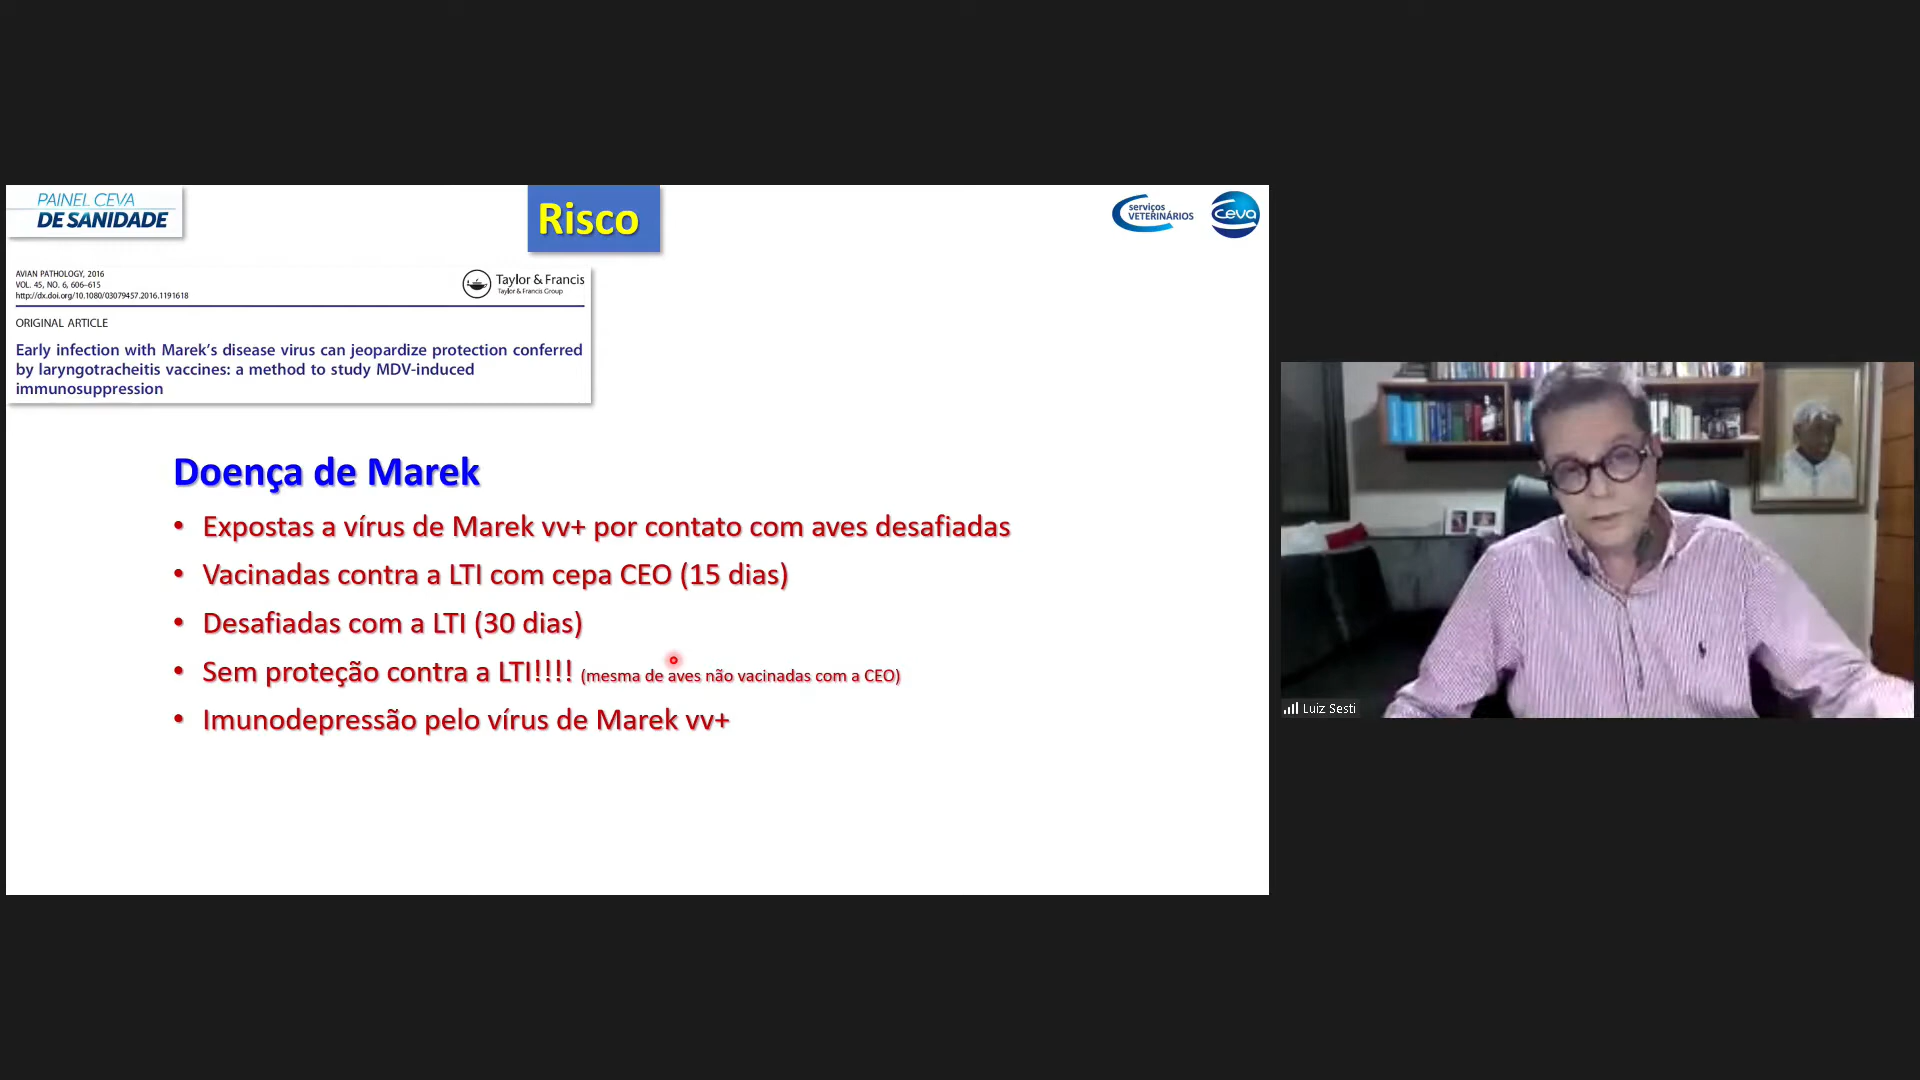 PAINEL CEVA
DE SANIDADE
Risco
serviços
VETERINÁRIOS
ceva
AVIAN PATHOLOGY, 2016
VOL. 45, NO. 6, 606–615
http://dx.doi.org/10.1080/03079457.2016.1191618
Taylor & Francis
Taylor & Francis Group
ORIGINAL ARTICLE
Early infection with Marek’s disease virus can jeopardize protection conferred
by laryngotracheitis vaccines: a method to study MDV-induced
immunosuppression
Doença de Marek
• Expostas a vírus de Marek vv+ por contato com aves desafiadas
• Vacinadas contra a LTI com cepa CEO (15 dias)
• Desafiadas com a LTI (30 dias)
• Sem proteção contra a LTI!!!! (mesma de aves não vacinadas com a CEO)
• Imunodepressão pelo vírus de Marek vv+
Luiz Sesti